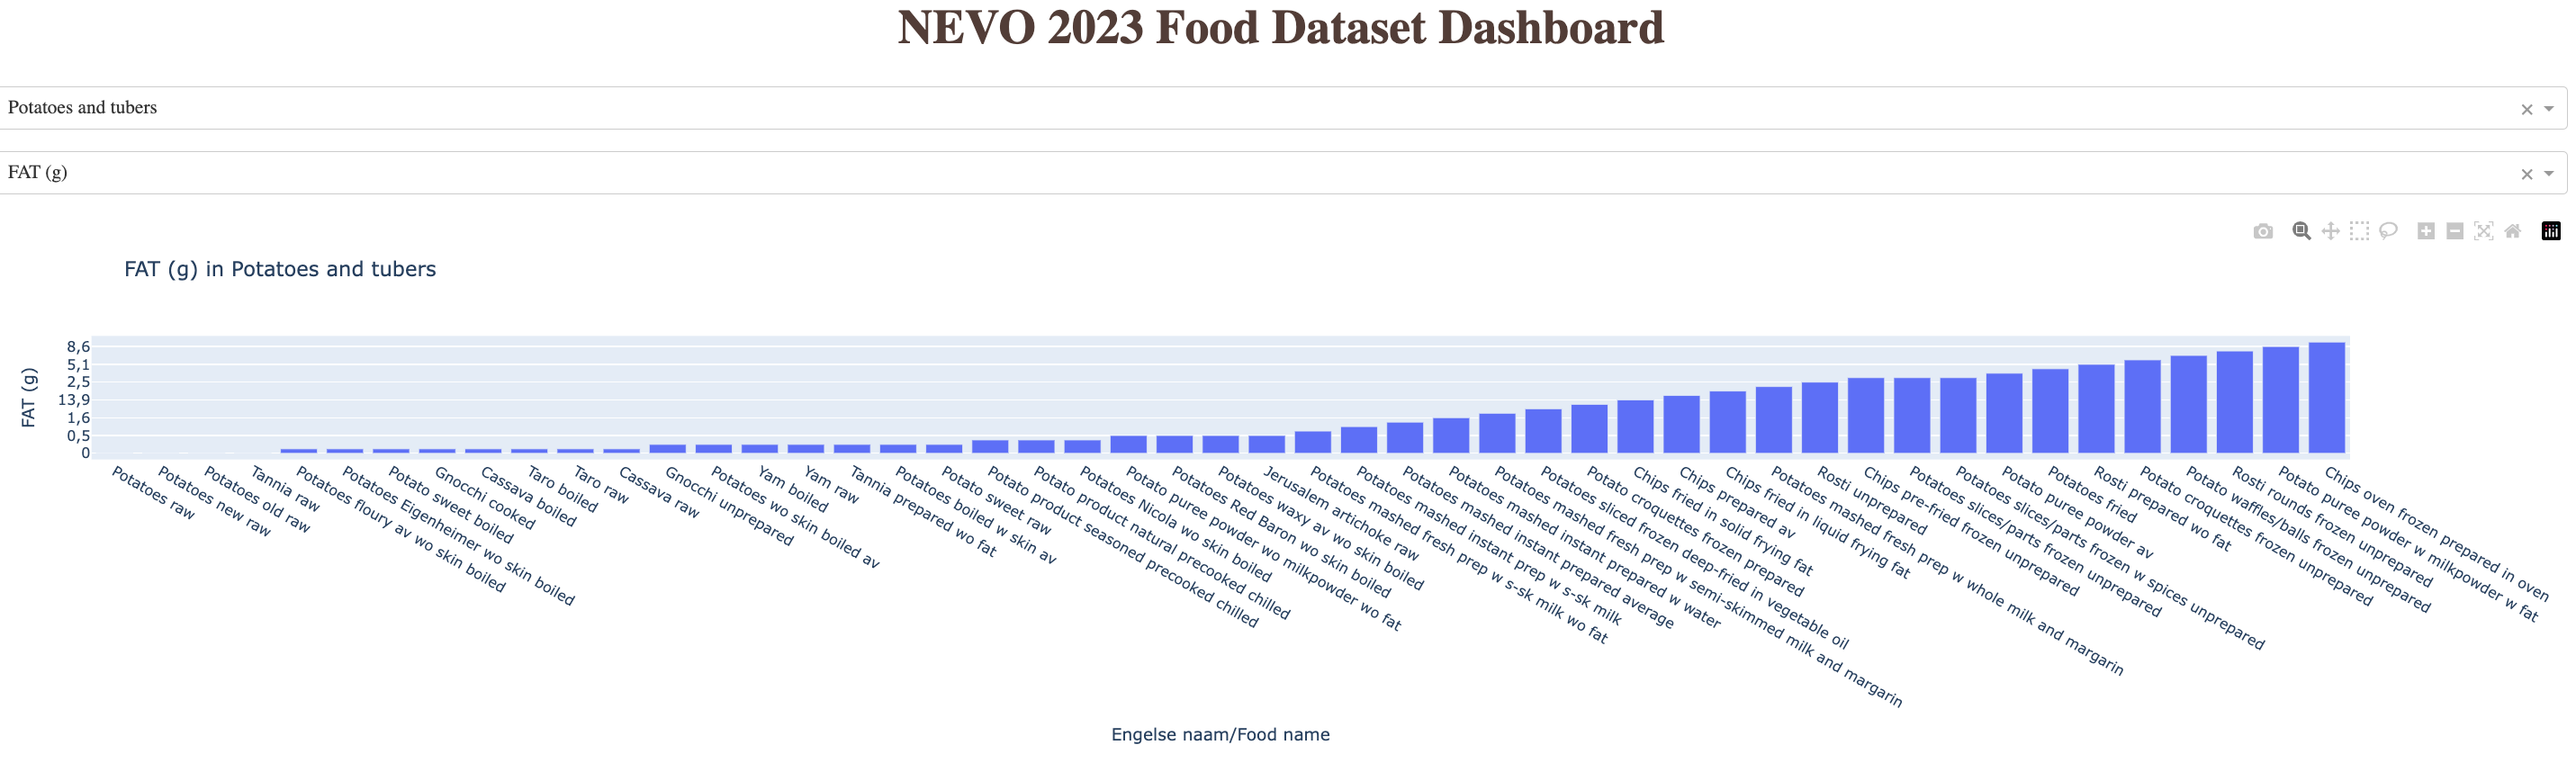 NEVO 2023 Food Dataset Dashboard
Potatoes and tubers
FAT (g)
FAT (g) in Potatoes and tubers
FAT (g)
8,6
5,1
2,5
13,9
1,6
0,5
0
Potatoes raw
Potatoes new raw
Potatoes old raw
Tannia raw
Potatoes floury av wo skin boiled
Potatoes Eigenheimer wo skin boiled
Potato sweet boiled
Gnocchi cooked
Cassava boiled
Taro boiled
Taro raw
Cassava raw
Gnocchi unprepared
Potatoes wo skin boiled av
Yam boiled
Yam raw
Tannia prepared wo fat
Potatoes boiled w skin av
Potato sweet raw
Potato product seasoned precooked chilled
Potato product natural precooked chilled
Potatoes Nicola wo skin boiled
Potato puree powder wo milkpowder wo fat
Potatoes Red Baron wo skin boiled
Potatoes waxy av wo skin boiled
Jerusalem artichoke raw
Potatoes mashed fresh prep w s-sk milk wo fat
Potatoes mashed instant prep w s-sk milk
Potatoes mashed instant prepared average
Potatoes mashed instant prepared w water
Potatoes mashed fresh prep w semi-skimmed milk and margarin
Potatoes sliced frozen deep-fried in vegetable oil
Potato croquettes frozen prepared
Chips fried in solid frying fat
Chips prepared av
Chips fried in liquid frying fat
Potatoes mashed fresh prep w whole milk and margarin
Rosti unprepared
Chips pre-fried frozen unprepared
Potatoes slices/parts frozen unprepared
Potatoes slices/parts frozen w spices unprepared
Potato puree powder av
Potatoes fried
Rosti prepared wo fat
Potato croquettes frozen unprepared
Potato waffles/balls frozen unprepared
Rosti rounds frozen unprepared
Potato puree powder w milkpowder w fat
Chips oven frozen prepared in oven
Engelse naam/Food name